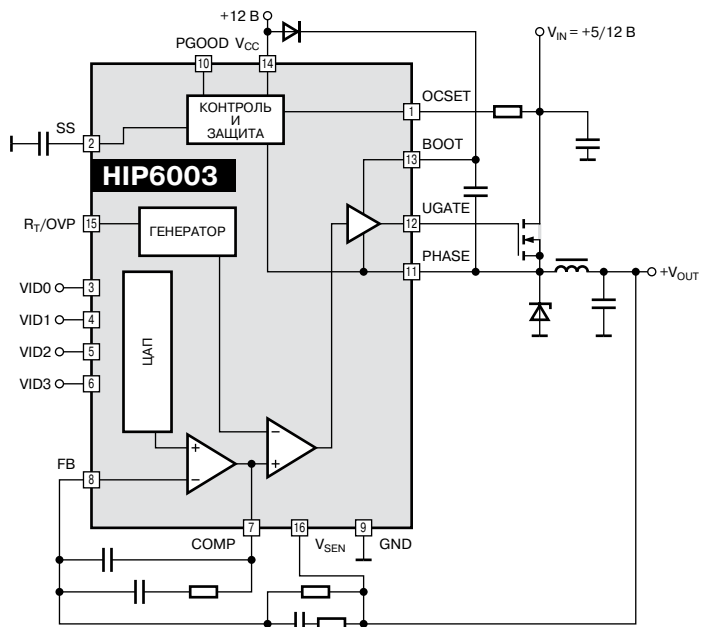 +12 В
PGOOD VCC
VIN = +5/12 В
10
14
КОНТРОЛЬ
И
ЗАЩИТА
OCSET
1
SS
2
BOOT
13
HIP6003
UGATE
12
RT/OVP
15
ГЕНЕРАТОР
PHASE
11
+VOUT
VID0
3
VID1
4
VID2
5
VID3
6
ЦАП
+
−
−
+
FB
8
7
16
9
COMP
VSEN
GND